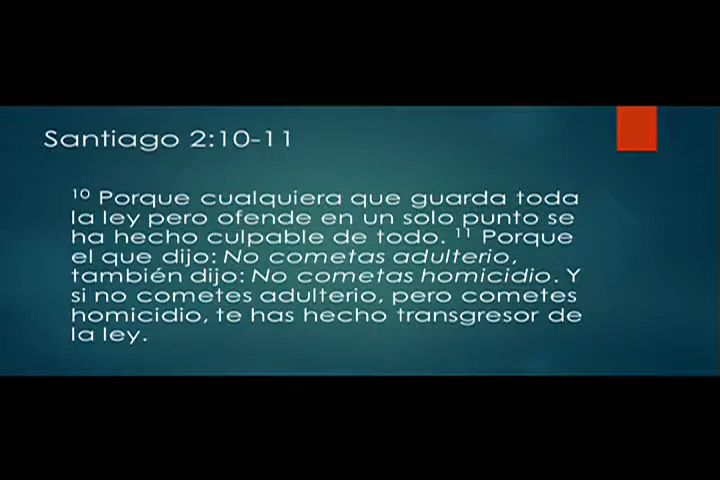 Santiago 2:10-11
¹⁰ Porque cualquiera que guarda toda
la ley pero ofende en un solo punto se
ha hecho culpable de todo. ¹¹ Porque
el que dijo: No cometas adulterio,
también dijo: No cometas homicidio. Y
si no cometes adulterio, pero cometes
homicidio, te has hecho transgresor de
la ley.